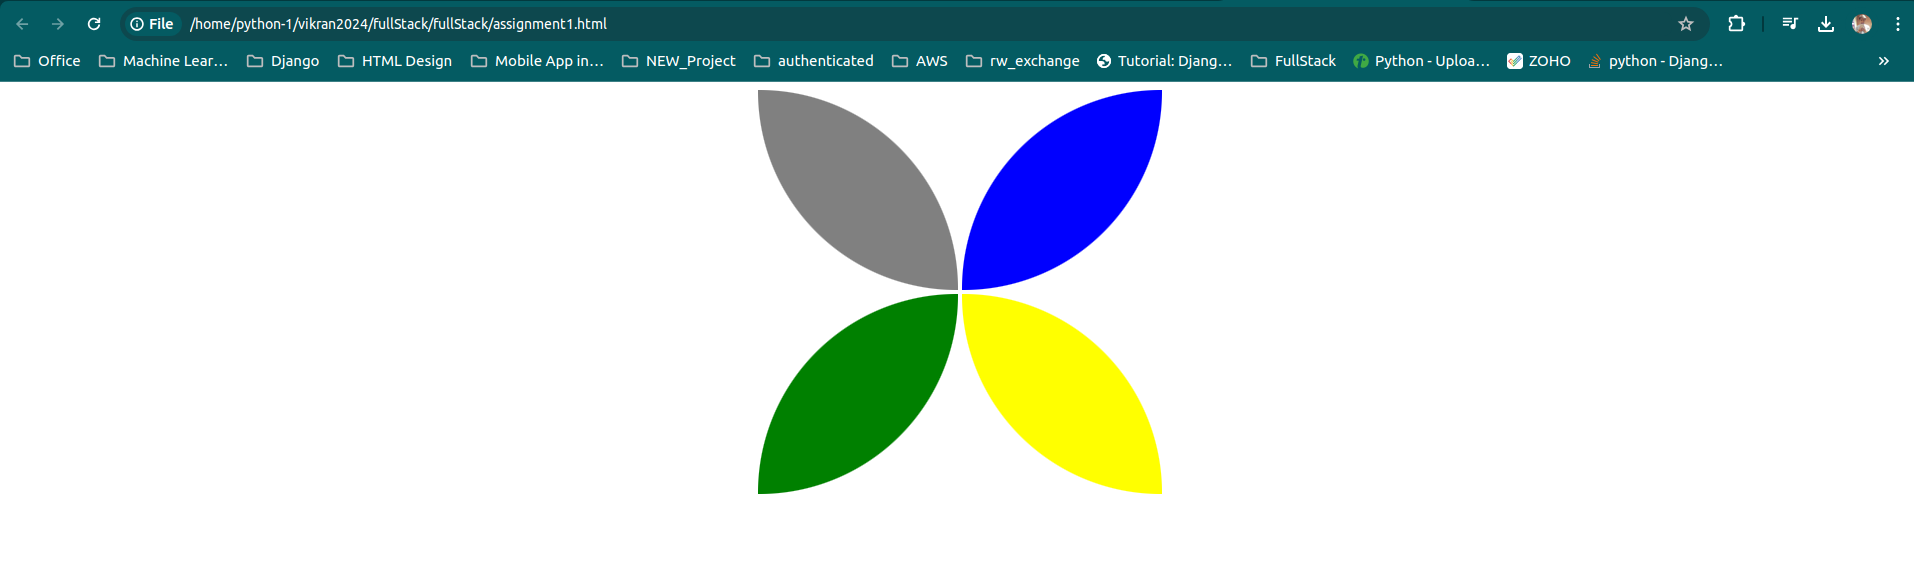 File /home/python-1/vikran2024/fullStack/fullStack/assignment1.html
Office Machine Lear... Django HTML Design Mobile App in... NEW_Project authenticated AWS rw_exchange Tutorial: Djang... FullStack Python - Uploa... ZOHO python - Djang... »